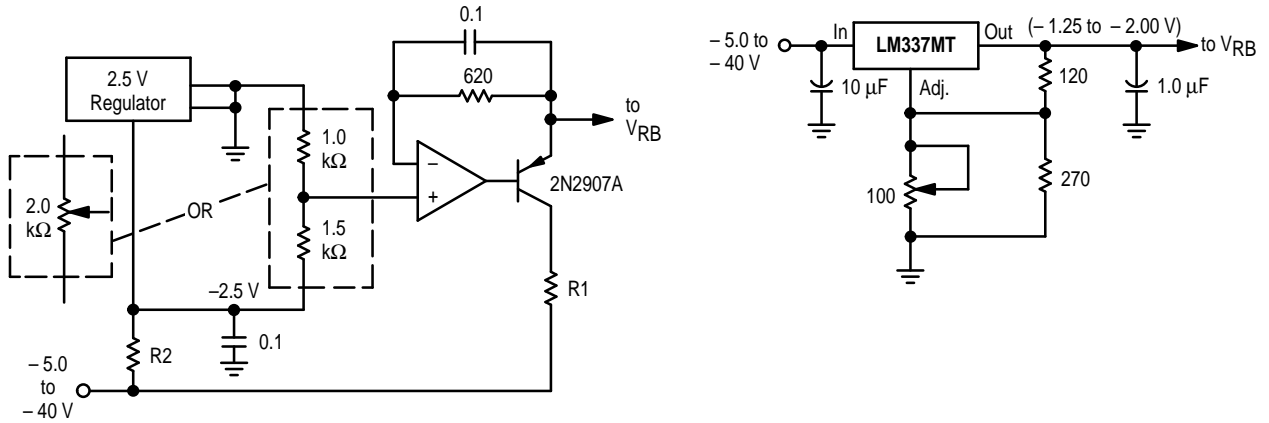 0.1
620
2.5 V
Regulator
to
VRB
1.0
kΩ
–
+
2N2907A
2.0
kΩ
OR
1.5
kΩ
–2.5 V
R1
0.1
R2
– 5.0
to
– 40 V
– 5.0 to
– 40 V
In
LM337MT
Out
(– 1.25 to – 2.00 V)
to VRB
10 μF
Adj.
120
1.0 μF
100
270